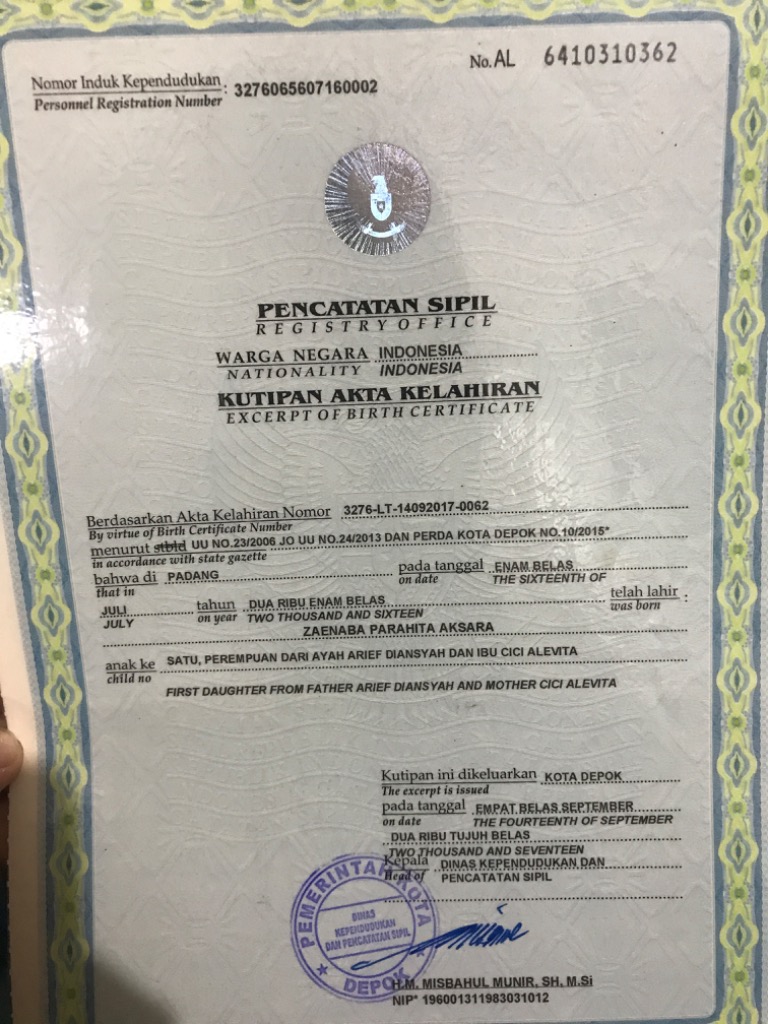 No. AL 6410310362
Nomor Induk Kependudukan : 3276065607160002
Personnel Registration Number
PENCATATAN SIPIL
REGISTRY OFFICE
WARGA NEGARA INDONESIA
NATIONALITY INDONESIA
KUTIPAN AKTA KELAHIRAN
EXCERPT OF BIRTH CERTIFICATE
Berdasarkan Akta Kelahiran Nomor 3276-LT-14092017-0062
By virtue of Birth Certificate Number
menurut stbld UU NO.23/2006 JO UU NO.24/2013 DAN PERDA KOTA DEPOK NO.10/2015*
in accordance with state gazette
bahwa di PADANG pada tanggal ENAM BELAS
that in on date THE SIXTEENTH OF
JULI tahun DUA RIBU ENAM BELAS telah lahir :
JULY on year TWO THOUSAND AND SIXTEEN was born
ZAENABA PARAHITA AKSARA
anak ke SATU, PEREMPUAN DARI AYAH ARIEF DIANSYAH DAN IBU CICI ALEVITA
child no
FIRST DAUGHTER FROM FATHER ARIEF DIANSYAH AND MOTHER CICI ALEVITA
Kutipan ini dikeluarkan KOTA DEPOK
The excerpt is issued
pada tanggal EMPAT BELAS SEPTEMBER
on date THE FOURTEENTH OF SEPTEMBER
DUA RIBU TUJUH BELAS
TWO THOUSAND AND SEVENTEEN
Kepala DINAS KEPENDUDUKAN DAN
Head of PENCATATAN SIPIL
PEMERINTAH KOTA
DINAS
KEPENDUDUKAN
DAN PENCATATAN SIPIL
DEPOK
H.M. MISBAHUL MUNIR, SH, M.Si
NIP* 196001311983031012